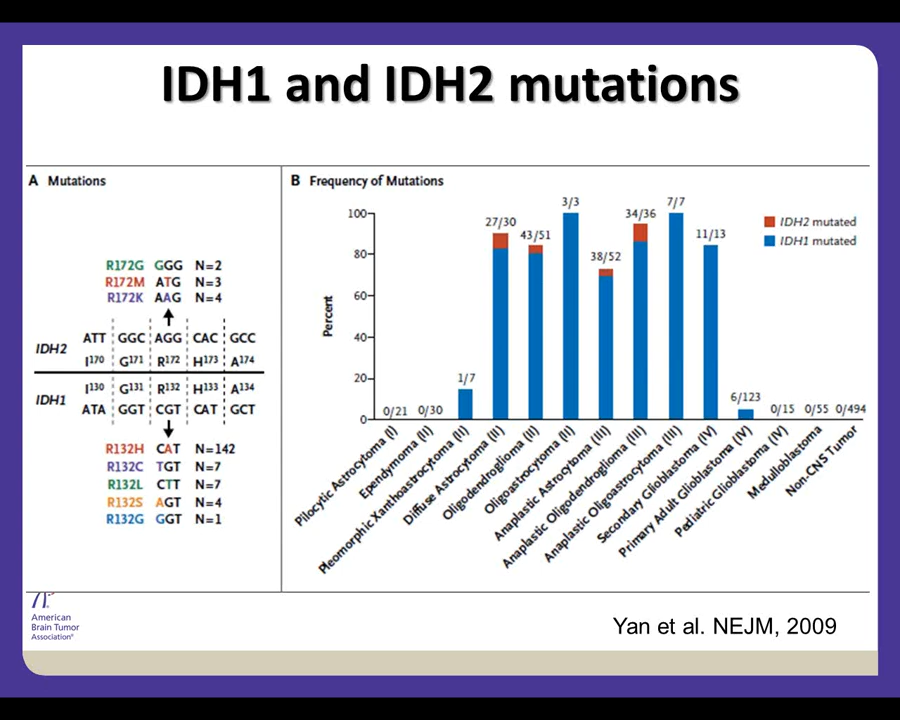 IDH1 and IDH2 mutations
A Mutations
R172G GGG N=2
R172M ATG N=3
R172K AAG N=4
IDH2
ATT GGC AGG CAC GCC
I170 G171 R172 H173 A174
IDH1
I130 G131 R132 H133 A134
ATA GGT CGT CAT GCT
R132H CAT N=142
R132C TGT N=7
R132L CTT N=7
R132S AGT N=4
R132G GGT N=1
B Frequency of Mutations
Percent
100
80
60
40
20
0
0/21
0/30
1/7
27/30
43/51
3/3
38/52
34/36
7/7
11/13
6/123
0/15
0/55
0/494
IDH2 mutated
IDH1 mutated
Pilocytic Astrocytoma (I)
Ependymoma (II)
Pleomorphic Xanthoastrocytoma (II)
Diffuse Astrocytoma (II)
Oligodendroglioma (II)
Oligoastrocytoma (II)
Anaplastic Astrocytoma (III)
Anaplastic Oligodendroglioma (III)
Anaplastic Oligoastrocytoma (III)
Secondary Glioblastoma (IV)
Primary Adult Glioblastoma (IV)
Pediatric Glioblastoma (IV)
Medulloblastoma
Non-CNS Tumor
American
Brain Tumor
Association®
Yan et al. NEJM, 2009